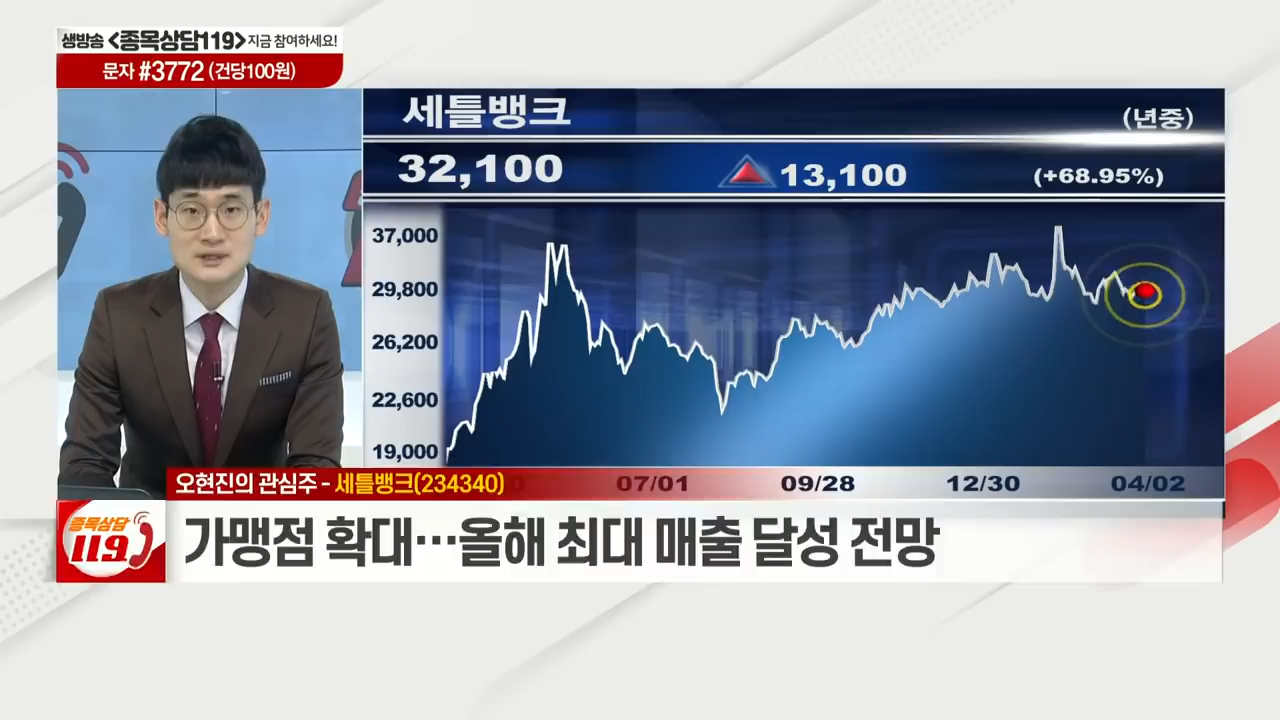 생방송 <종목상담119> 지금 참여하세요!
문자 #3772 (건당100원)
세틀뱅크
(년중)
32,100 13,100 (+68.95%)
37,000
29,800
26,200
22,600
19,000
07/01 09/28 12/30 04/02
오현진의 관심주 - 세틀뱅크(234340)
종목상담
119
가맹점 확대…올해 최대 매출 달성 전망